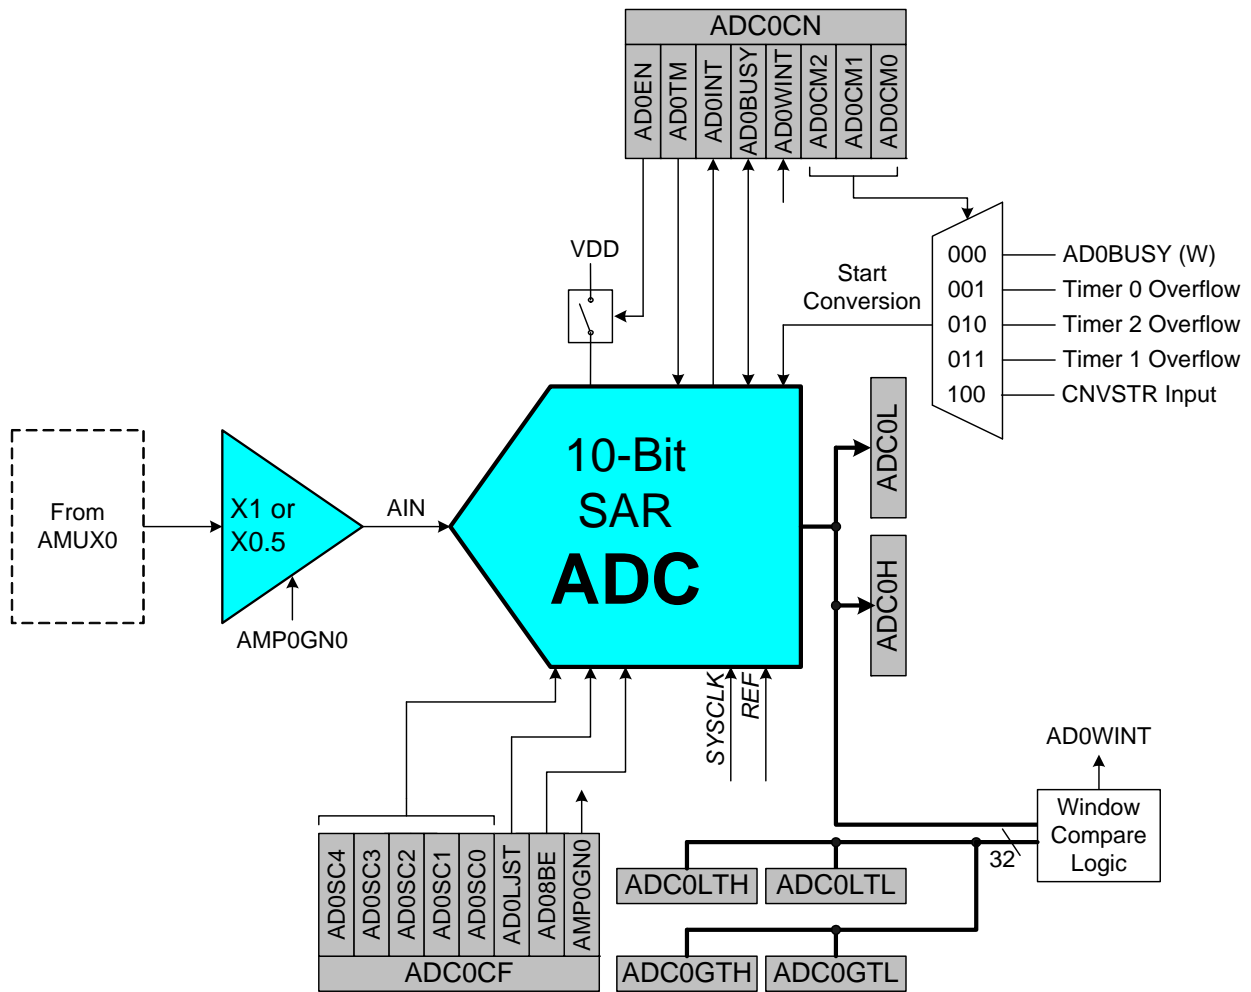 ADC0CN
AD0EN
AD0TM
AD0INT
AD0BUSY
AD0WINT
AD0CM2
AD0CM1
AD0CM0
VDD
Start
Conversion
000
AD0BUSY (W)
001
Timer 0 Overflow
010
Timer 2 Overflow
011
Timer 1 Overflow
100
CNVSTR Input
From
AMUX0
X1 or
X0.5
AIN
AMP0GN0
10-Bit
SAR
ADC
ADC0L
ADC0H
SYSCLK
REF
AD0WINT
Window
Compare
Logic
32
AD0SC4
AD0SC3
AD0SC2
AD0SC1
AD0SC0
AD0LJST
AD08BE
AMP0GN0
ADC0CF
ADC0LTH
ADC0LTL
ADC0GTH
ADC0GTL